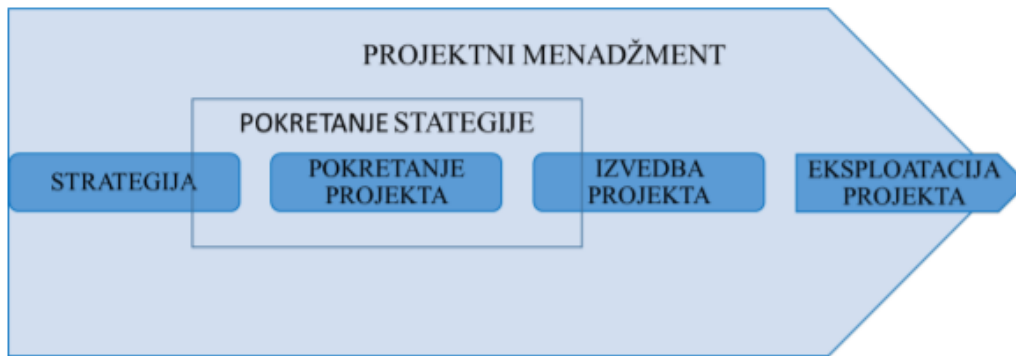 PROJEKTNI MENADŽMENT
POKRETANJE STATEGIJE
STRATEGIJA
POKRETANJE
PROJEKTA
IZVEDBA
PROJEKTA
EKSPLOATACIJA
PROJEKTA